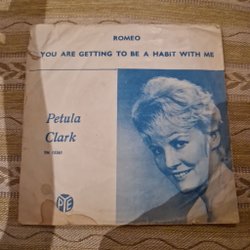 ROMEO
YOU ARE GETTING TO BE A HABIT WITH ME
Petula
Clark
PYE